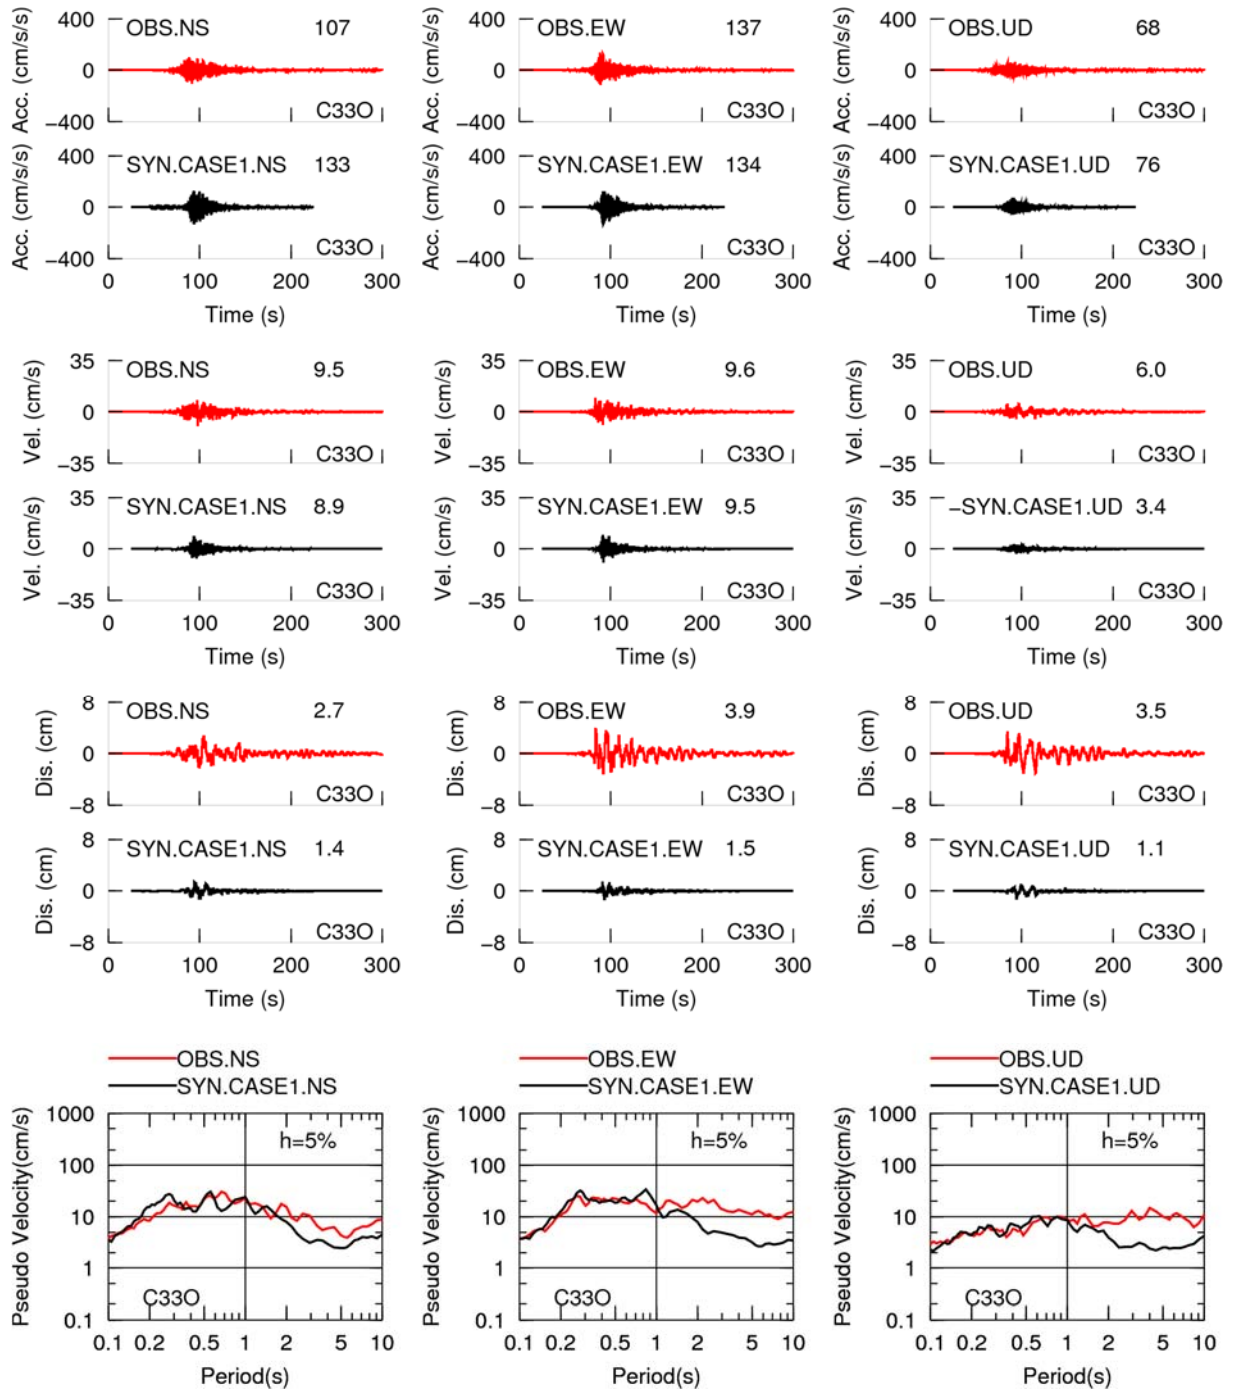 400 OBS.NS 107
Acc. (cm/s/s)
0
−400 C33O
400 OBS.EW 137
Acc. (cm/s/s)
0
−400 C33O
400 OBS.UD 68
Acc. (cm/s/s)
0
−400 C33O
400 SYN.CASE1.NS 133
Acc. (cm/s/s)
0
−400 C33O
0 100 200 300
Time (s)
400 SYN.CASE1.EW 134
Acc. (cm/s/s)
0
−400 C33O
0 100 200 300
Time (s)
400 SYN.CASE1.UD 76
Acc. (cm/s/s)
0
−400 C33O
0 100 200 300
Time (s)
35 OBS.NS 9.5
Vel. (cm/s)
0
−35 C33O
35 OBS.EW 9.6
Vel. (cm/s)
0
−35 C33O
35 OBS.UD 6.0
Vel. (cm/s)
0
−35 C33O
35 SYN.CASE1.NS 8.9
Vel. (cm/s)
0
−35 C33O
0 100 200 300
Time (s)
35 SYN.CASE1.EW 9.5
Vel. (cm/s)
0
−35 C33O
0 100 200 300
Time (s)
35 −SYN.CASE1.UD 3.4
Vel. (cm/s)
0
−35 C33O
0 100 200 300
Time (s)
8 OBS.NS 2.7
Dis. (cm)
0
−8 C33O
8 OBS.EW 3.9
Dis. (cm)
0
−8 C33O
8 OBS.UD 3.5
Dis. (cm)
0
−8 C33O
8 SYN.CASE1.NS 1.4
Dis. (cm)
0
−8 C33O
0 100 200 300
Time (s)
8 SYN.CASE1.EW 1.5
Dis. (cm)
0
−8 C33O
0 100 200 300
Time (s)
8 SYN.CASE1.UD 1.1
Dis. (cm)
0
−8 C33O
0 100 200 300
Time (s)
OBS.NS
SYN.CASE1.NS
Pseudo Velocity(cm/s)
1000
h=5%
100
10
1
C33O
0.1
0.1 0.2 0.5 1 2 5 10
Period(s)
OBS.EW
SYN.CASE1.EW
Pseudo Velocity(cm/s)
1000
h=5%
100
10
1
C33O
0.1
0.1 0.2 0.5 1 2 5 10
Period(s)
OBS.UD
SYN.CASE1.UD
Pseudo Velocity(cm/s)
1000
h=5%
100
10
1
C33O
0.1
0.1 0.2 0.5 1 2 5 10
Period(s)